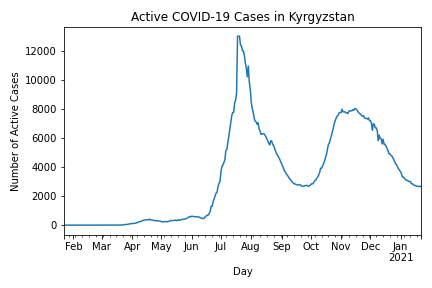 Active COVID-19 Cases in Kyrgyzstan
Number of Active Cases
12000
10000
8000
6000
4000
2000
0
Feb Mar Apr May Jun Jul Aug Sep Oct Nov Dec Jan
2021
Day